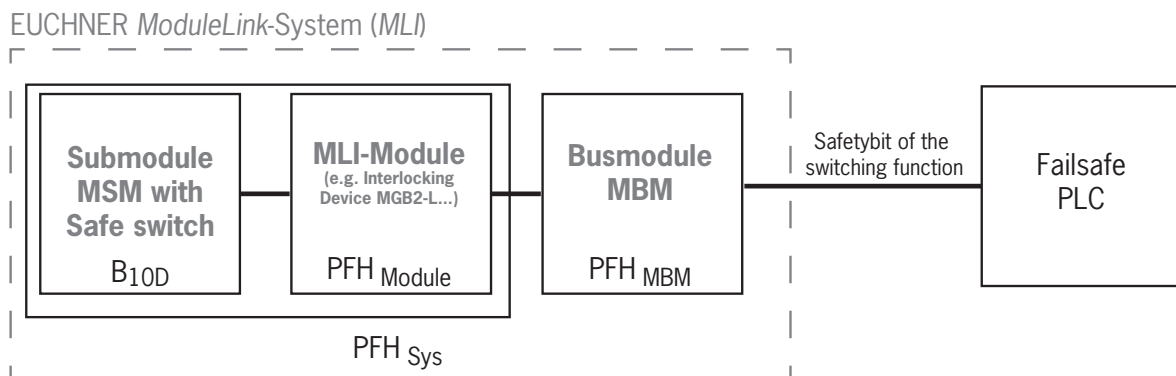 EUCHNER ModuleLink-System (MLI)
Submodule
MSM with
Safe switch
B10D
MLI-Module
(e.g. Interlocking
Device MGB2-L...)
PFH Module
PFH Sys
Busmodule
MBM
PFH MBM
Safetybit of the
switching function
Failsafe
PLC